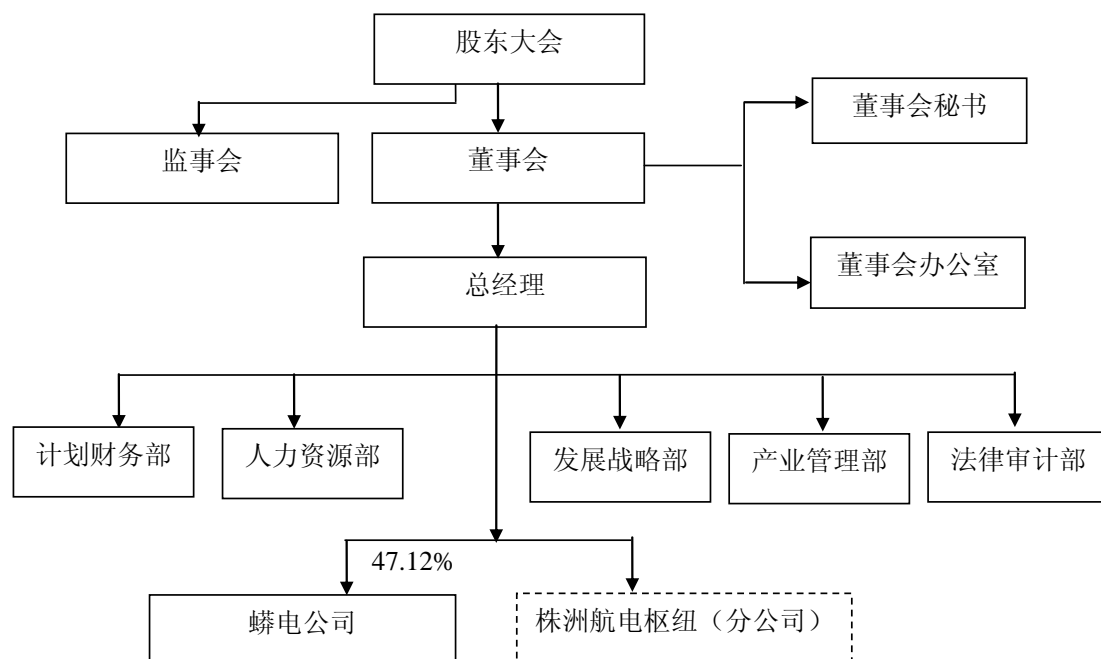 股东大会
董事会秘书
监事会
董事会
董事会办公室
总经理
计划财务部
人力资源部
发展战略部
产业管理部
法律审计部
47.12%
蟒电公司
株洲航电枢纽（分公司）